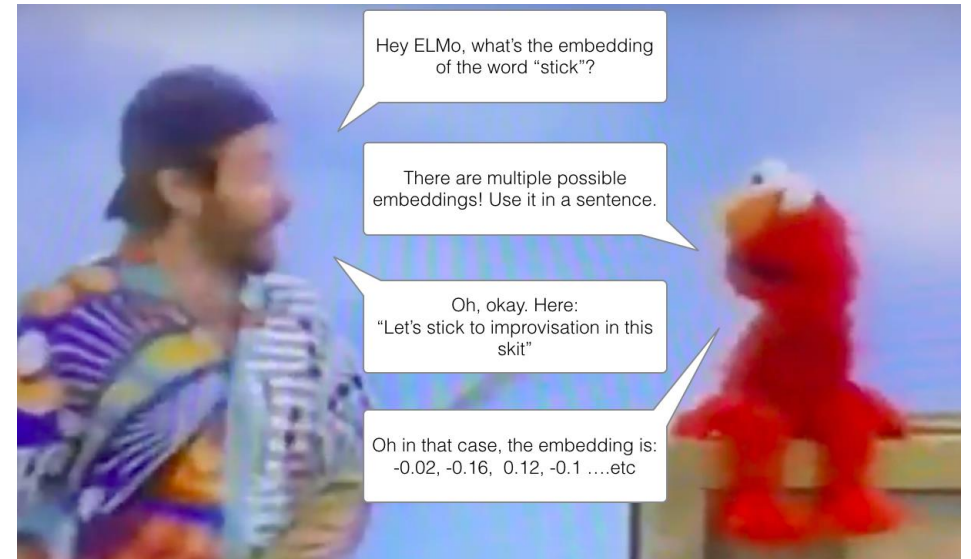 Hey ELMo, what’s the embedding
of the word “stick”?
There are multiple possible
embeddings! Use it in a sentence.
Oh, okay. Here:
“Let’s stick to improvisation in this
skit”
Oh in that case, the embedding is:
-0.02, -0.16, 0.12, -0.1 ….etc